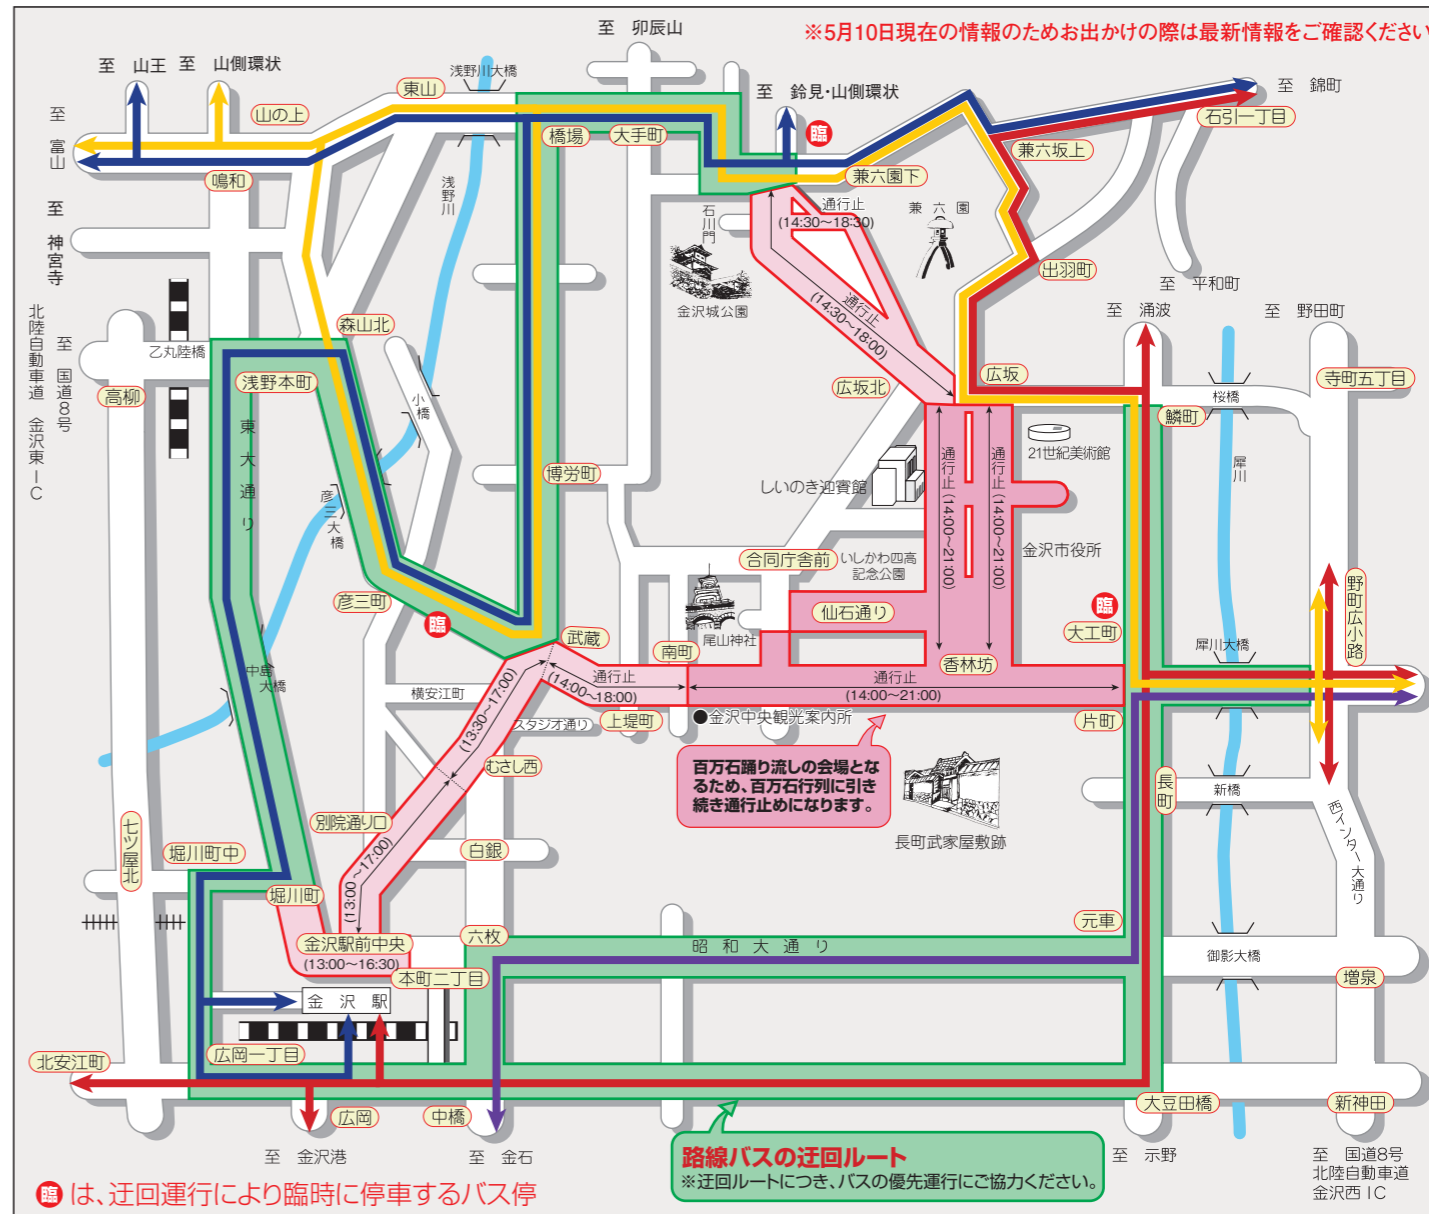 ※5月10日現在の情報のためお出かけの際は最新情報をご確認ください
至 卯辰山
至 山王
至 山側環状
浅野川大橋
東山
至 鈴見・山側環状
至 錦町
至 富山
山の上
橋場
大手町
臨
石引一丁目
兼六坂上
鳴和
浅野川
兼六園下
至 神宮寺
石川門
通行止
(14:30〜18:30)
兼六園
出羽町
金沢城公園
至 平和町
北陸自動車道 金沢東IC
至 国道8号
乙丸陸橋
森山北
通行止
(14:30〜18:00)
至 涌波
至 野田町
高柳
浅野本町
小橋
広坂北
広坂
寺町五丁目
桜橋
鱗町
東大通り
21世紀美術館
博労町
しいのき迎賓館
通行止(14:00〜21:00)
通行止(14:00〜21:00)
犀川
彦三大橋
金沢市役所
合同庁舎前
いしかわ四高
記念公園
彦三町
臨
仙石通り
臨
大工町
野町広小路
武蔵
尾山神社
南町
香林坊
犀川大橋
中島大橋
横安江町
(13:30〜17:00)
通行止
(14:00〜18:00)
通行止
(14:00〜21:00)
スタジオ通り
上堤町
●金沢中央観光案内所
片町
むさし西
百万石踊り流しの会場とな
るため、百万石行列に引き
続き通行止めになります。
長町
新橋
西インター大通り
別院通り口
長町武家屋敷跡
七ツ屋北
堀川町中
白銀
(13:00〜17:00)
堀川町
元車
金沢駅前中央
(13:00〜16:30)
六枚
昭和大通り
御影大橋
本町二丁目
増泉
金沢駅
広岡一丁目
北安江町
広岡
中橋
大豆田橋
新神田
至 金沢港
至 金石
路線バスの迂回ルート
※迂回ルートにつき、バスの優先運行にご協力ください。
至 示野
至 国道8号
北陸自動車道
金沢西IC
臨は、迂回運行により臨時に停車するバス停